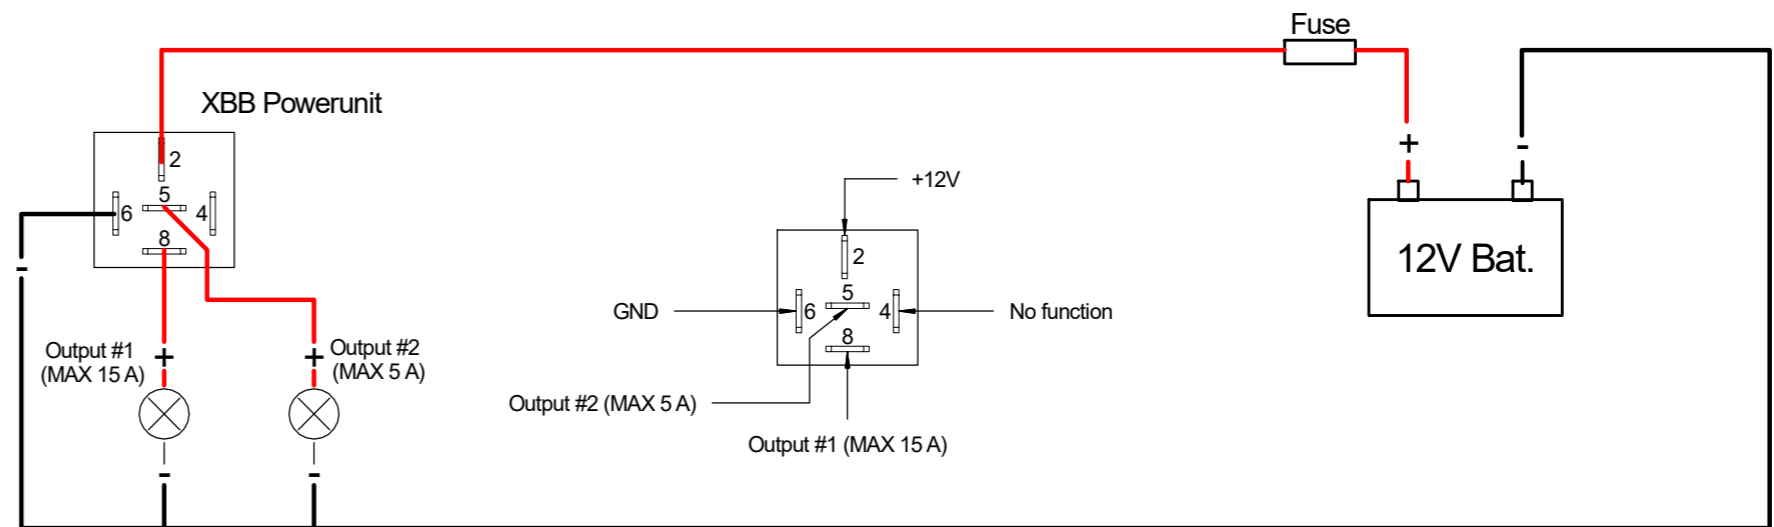 Fuse
XBB Powerunit
2
5
6
4
8
+
-
12V Bat.
-
Output #1
(MAX 15 A)
+
-
+
Output #2
(MAX 5 A)
-
+12V
2
5
GND
6
4
No function
8
Output #2 (MAX 5 A)
Output #1 (MAX 15 A)